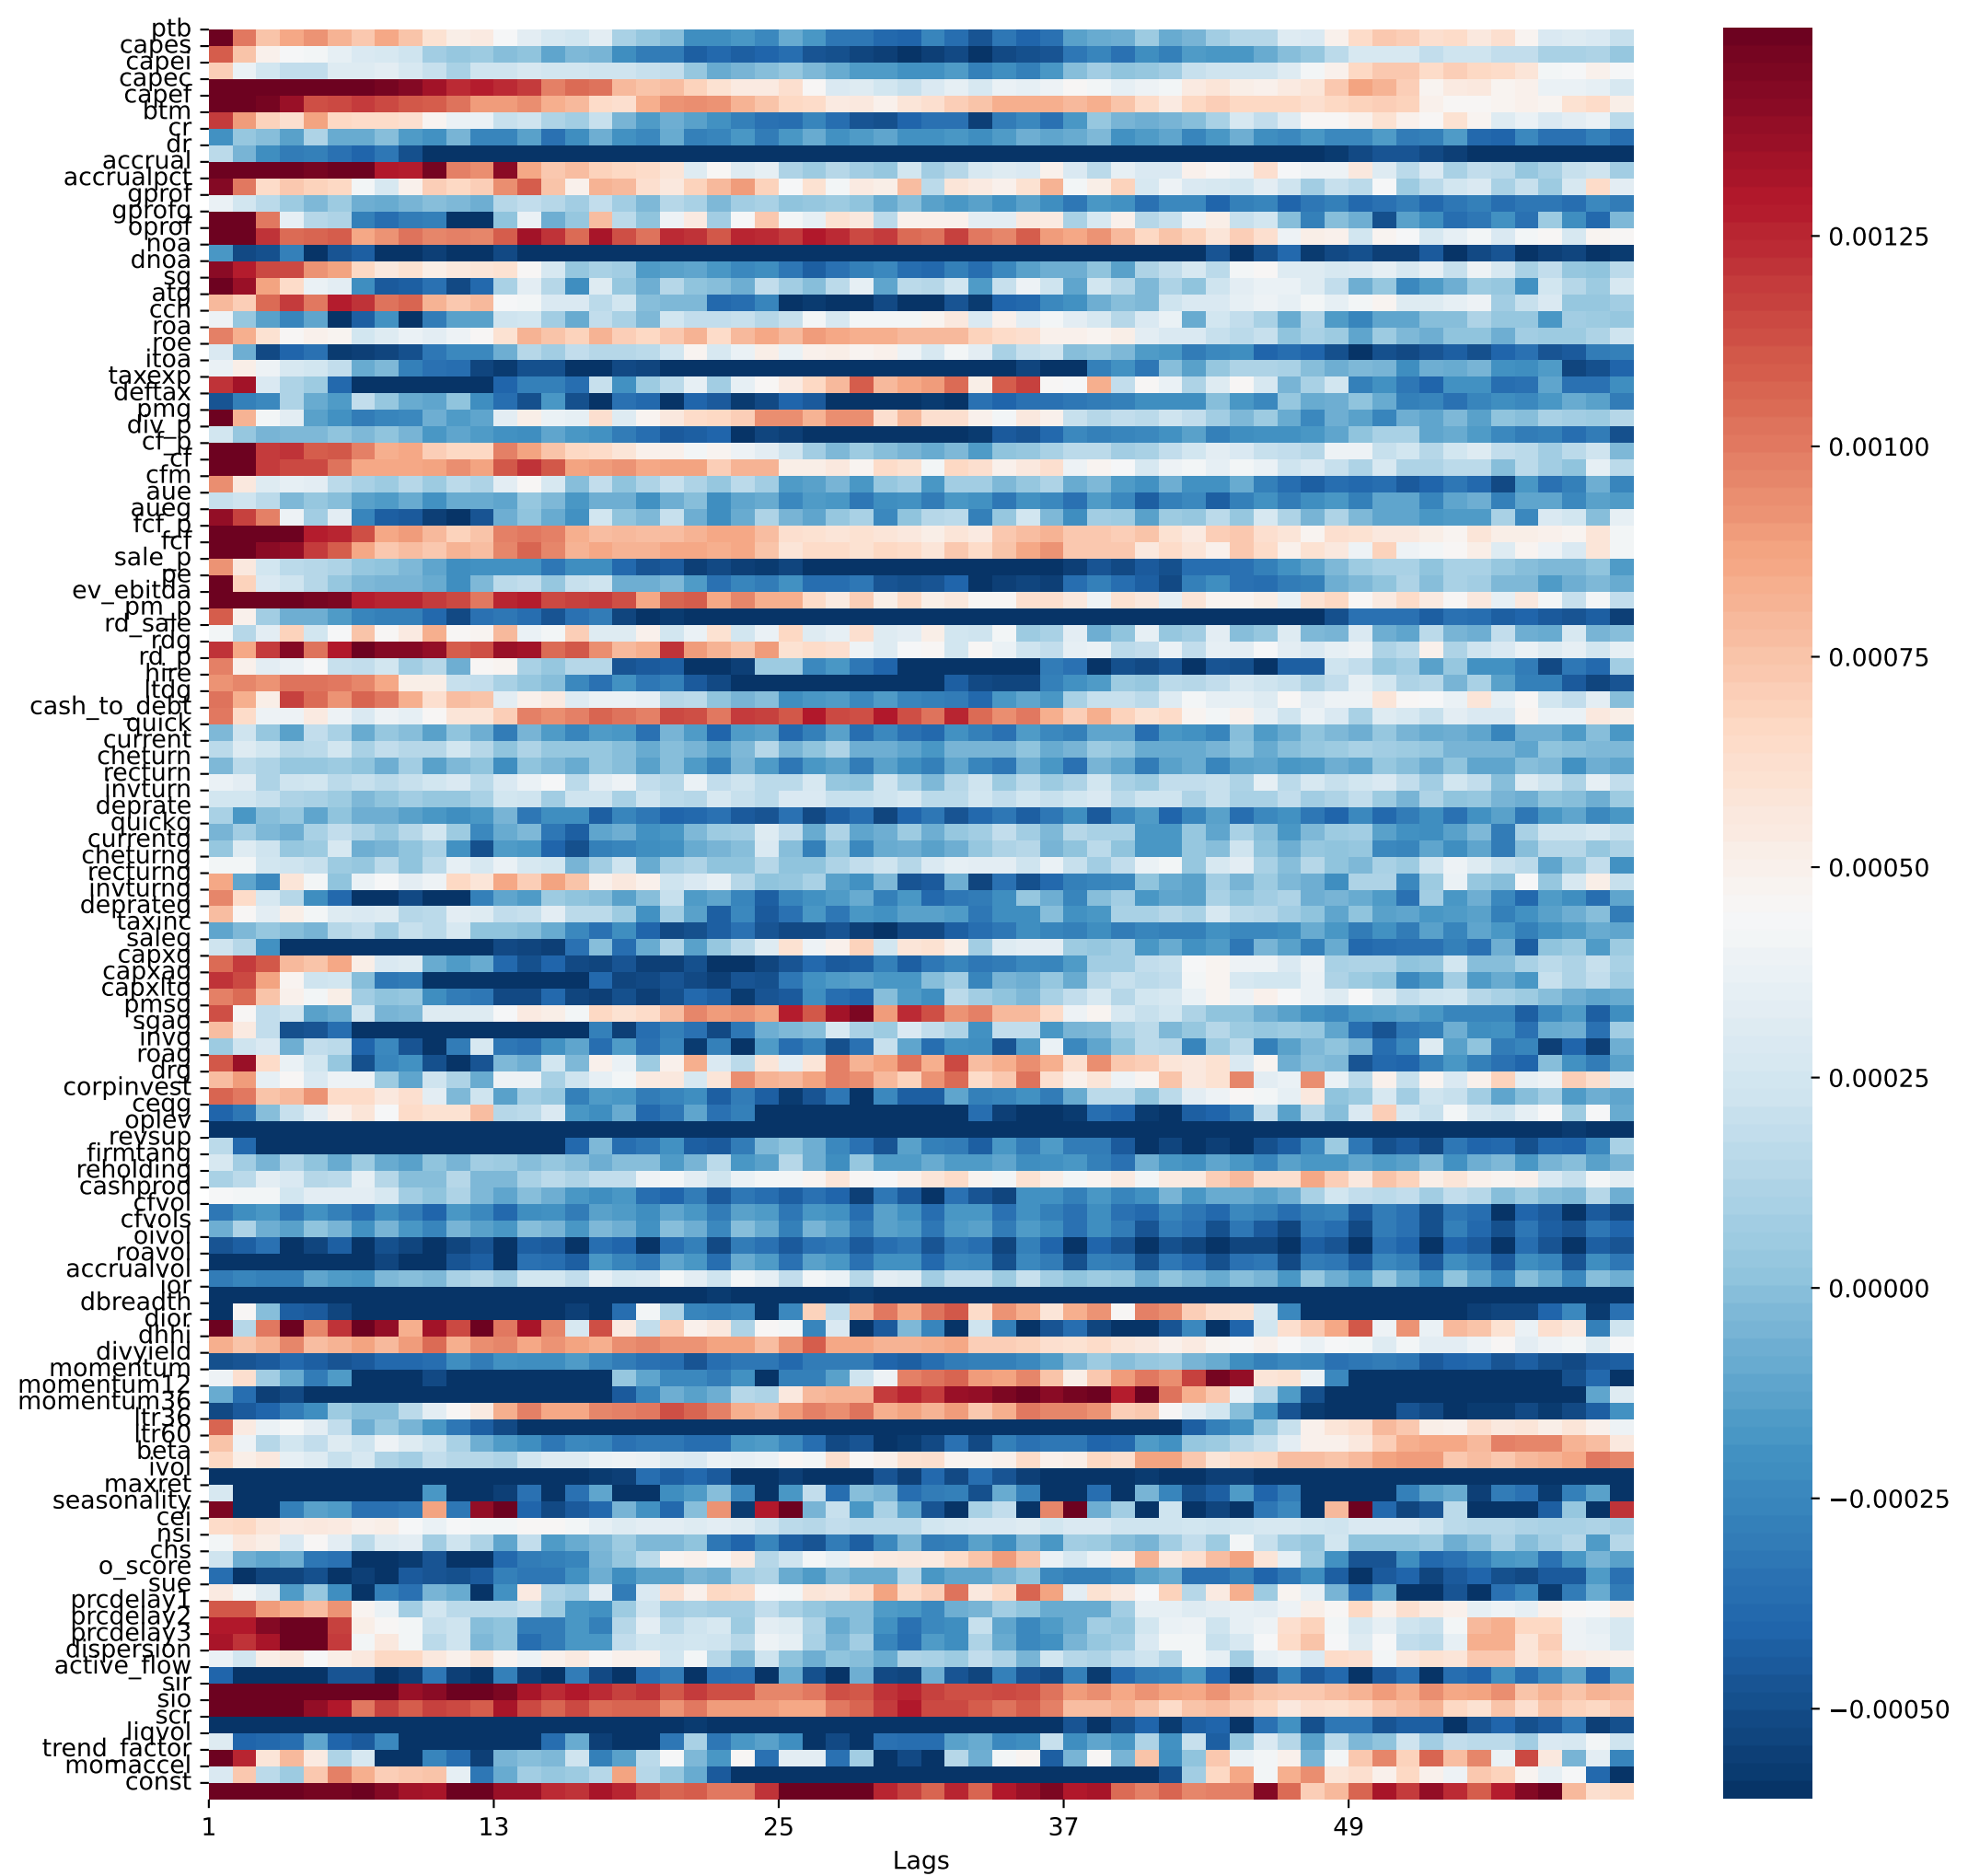 ptb
capes
capei
capec
capef
btm
cr
dr
accrual
accrualpct
gprof
gprofg
oprof
noa
dnoa
sg
atg
cch
roa
roe
itoa
taxexp
deftax
pmg
div_p
cf_p
cf
cfm
aue
aueg
fcf_p
fcf
sale_p
pe
ev_ebitda
pm_p
rd_sale
rdg
rd_p
hire
ltdg
cash_to_debt
quick
current
cheturn
recturn
invturn
deprate
quickg
currentg
cheturng
recturng
invturng
deprateg
taxinc
saleg
capxg
capxag
capxltg
pmsg
sgag
invg
roag
drg
corpinvest
ceqg
oplev
revsup
firmtang
reholding
cashprod
cfvol
cfvols
oivol
roavol
accrualvol
ior
dbreadth
dior
dhhi
divyield
momentum
momentum12
momentum36
ltr36
ltr60
beta
ivol
maxret
seasonality
cei
nsi
chs
o_score
sue
prcdelay1
prcdelay2
prcdelay3
dispersion
active_flow
sir
sio
scr
liqvol
trend_factor
momaccel
const
1 13 25 37 49
Lags
0.00125
0.00100
0.00075
0.00050
0.00025
0.00000
−0.00025
−0.00050